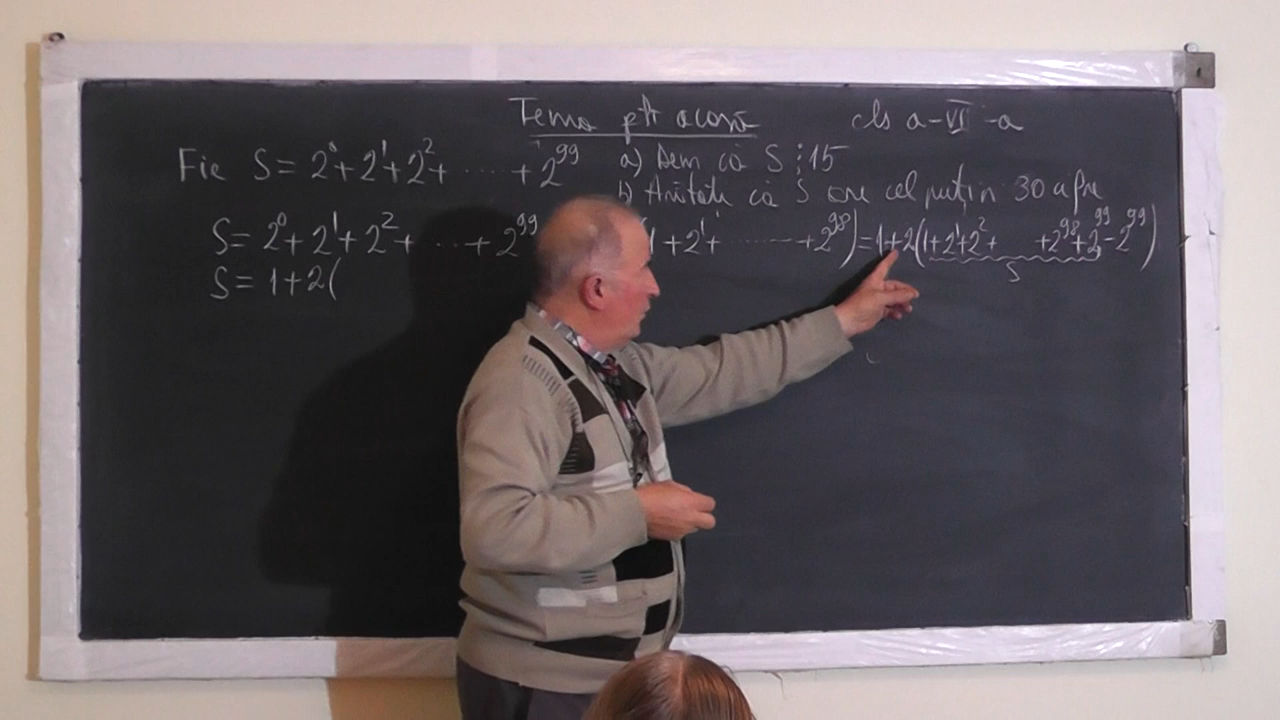 Tema ptr acasă cls a-VI-a
Fie S = 2⁰+2¹+2²+ ...... +2⁹⁹ a) Dem că S ⋮ 15
b) Arătați că S are cel puțin 30 cifre
S = 2⁰+2¹+2²+ ...+ 2⁹⁹ 1+2¹+ ........+2⁹⁸)=1+2(1+2¹+2²+ +2⁹⁸+2⁹⁹-2⁹⁹)
S
S = 1+2(